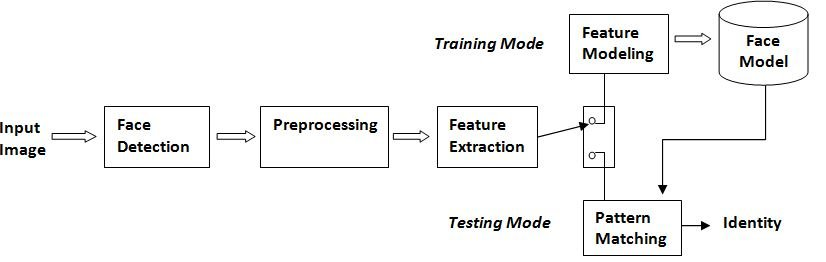 Training Mode
Feature
Modeling
Face
Model
Input
Image
Face
Detection
Preprocessing
Feature
Extraction
Testing Mode
Pattern
Matching
Identity